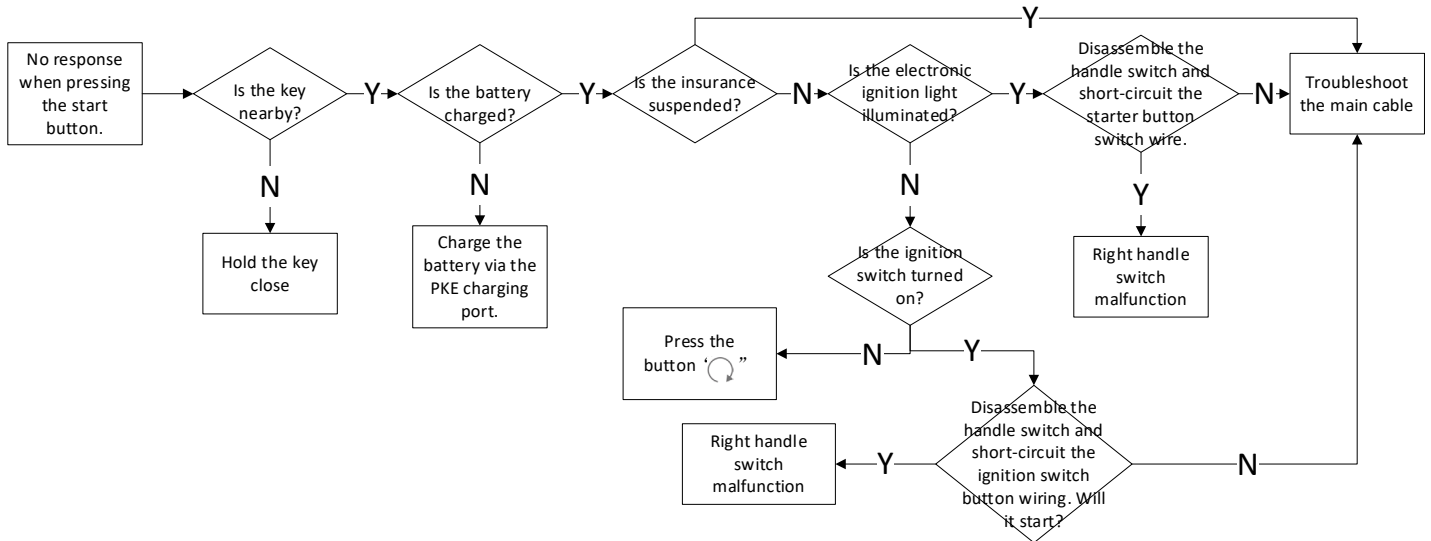 Y
No response
when pressing
the start
button.
Is the key
nearby?
Y
Is the battery
charged?
Y
Is the insurance
suspended?
N
Is the electronic
ignition light
illuminated?
Y
Disassemble the
handle switch and
short-circuit the
starter button
switch wire.
N
Troubleshoot
the main cable
N
N
N
Y
Hold the key
close
Charge the
battery via the
PKE charging
port.
Is the ignition
switch turned
on?
Right handle
switch
malfunction
Press the
button ‘ ”
N
Y
Right handle
switch
malfunction
Y
Disassemble the
handle switch and
short-circuit the
ignition switch
button wiring. Will
it start?
N